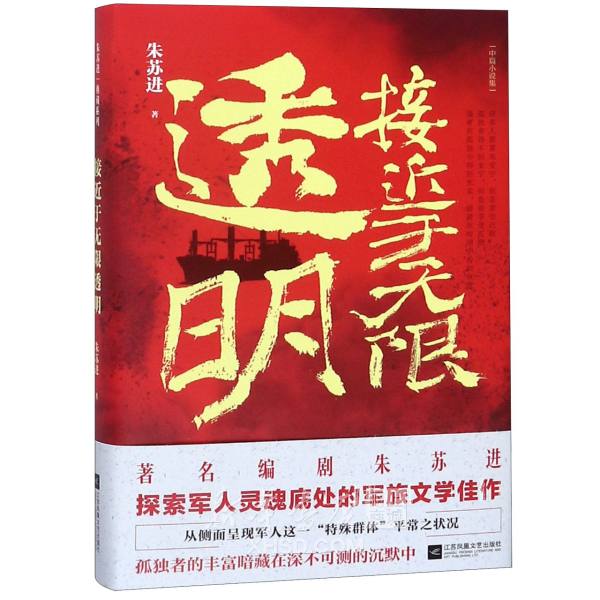 朱苏进 著
接近于无限
透明
中篇小说集
朱苏进
接近于无限透明
朱苏进 著
著名编剧朱苏进
探索军人灵魂底处的军旅文学佳作
从侧面呈现军人这一“特殊群体”平常之状况
孤独者的丰富暗藏在深不可测的沉默中
江苏凤凰文艺出版社